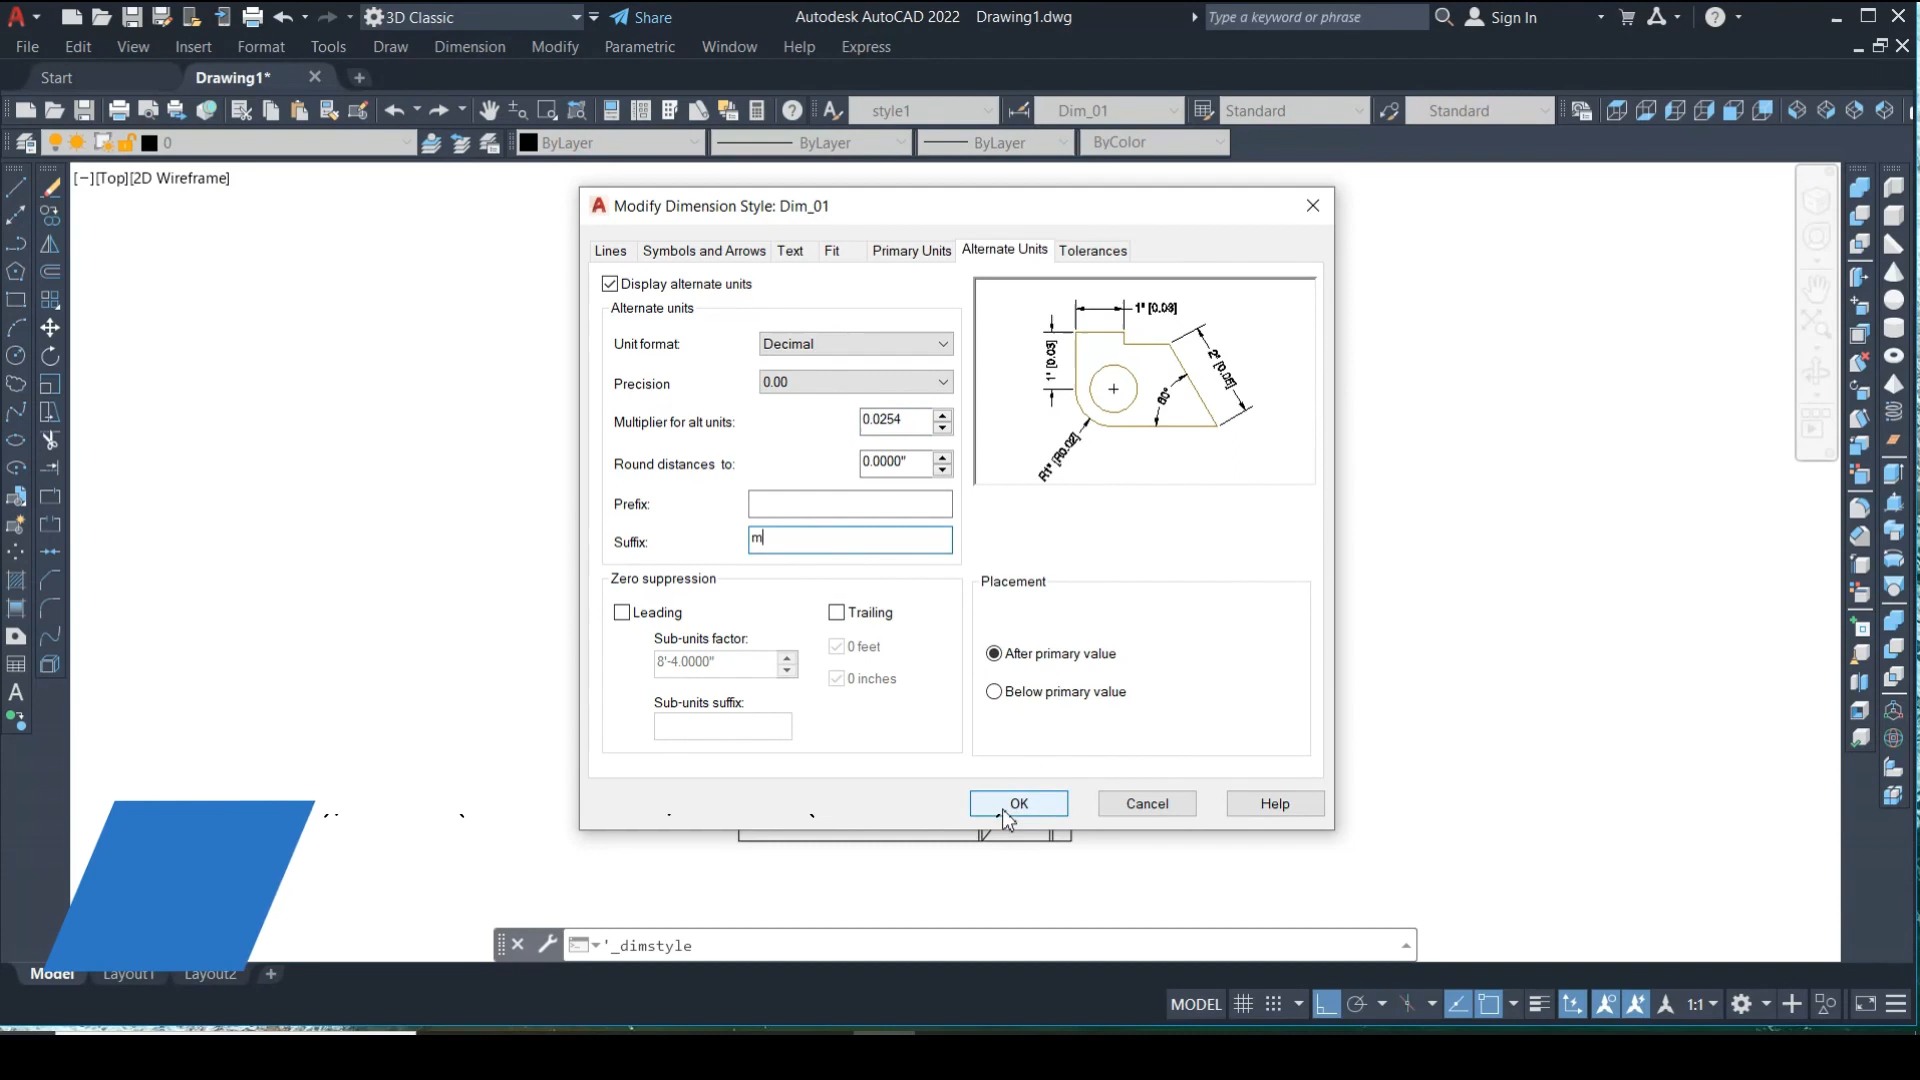 3D Classic Share Autodesk AutoCAD 2022 Drawing1.dwg Type a keyword or phrase Sign In
File Edit View Insert Format Tools Draw Dimension Modify Parametric Window Help Express
Start Drawing1*
style1 Dim_01 Standard Standard
0 ByLayer ByLayer ByLayer ByColor
[−][Top][2D Wireframe]
Modify Dimension Style: Dim_01
Lines Symbols and Arrows Text Fit Primary Units Alternate Units Tolerances
Display alternate units
Alternate units
Unit format: Decimal
Precision 0.00
Multiplier for alt units: 0.0254
Round distances to: 0.0000"
Prefix:
Suffix: m
1" [0.03]
1" [0.03]
2" [0.06]
60°
R1" [R0.02]
Zero suppression
Leading Trailing
Sub-units factor: 0 feet
8'-4.0000" 0 inches
Sub-units suffix:
Placement
After primary value
Below primary value
OK Cancel Help
'_dimstyle
Model Layout1 Layout2
MODEL 1:1